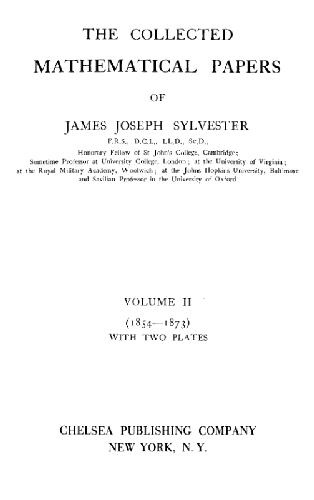 THE COLLECTED
MATHEMATICAL PAPERS
OF
JAMES JOSEPH SYLVESTER
F.R.S., D.C.L., LL.D., Sc.D.,
Honorary Fellow of St John's College, Cambridge;
Sometime Professor at University College, London; at the University of Virginia;
at the Royal Military Academy, Woolwich; at the Johns Hopkins University, Baltimore
and Savilian Professor in the University of Oxford
VOLUME II
(1854—1873)
WITH TWO PLATES
CHELSEA PUBLISHING COMPANY
NEW YORK, N. Y.